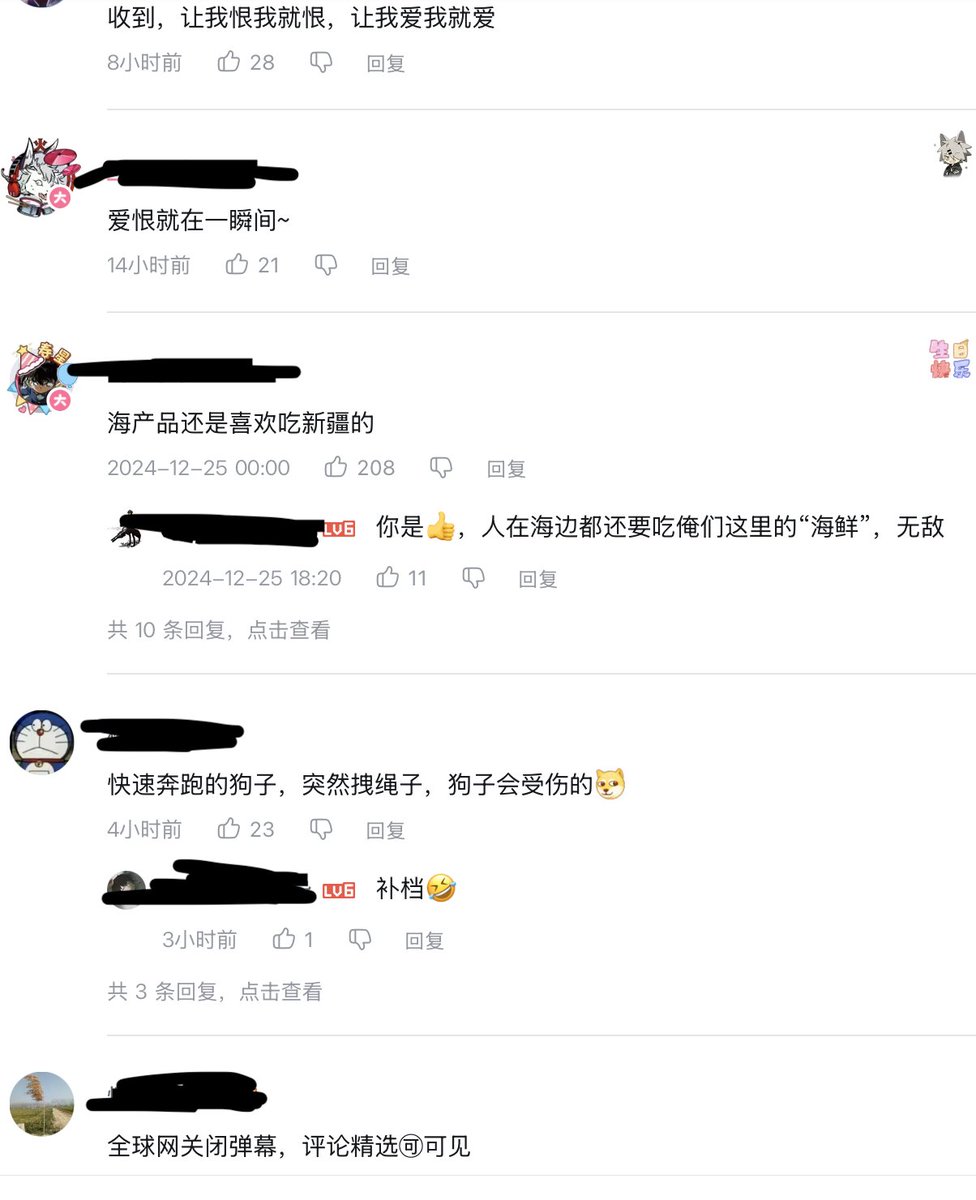 收到，让我恨我就恨，让我爱我就爱
8小时前 28 回复
爱恨就在一瞬间~
14小时前 21 回复
生日
快乐
海产品还是喜欢吃新疆的
2024-12-25 00:00 208 回复
LV6 你是👍，人在海边都还要吃俺们这里的“海鲜”，无敌
2024-12-25 18:20 11 回复
共 10 条回复，点击查看
快速奔跑的狗子，突然拽绳子，狗子会受伤的
4小时前 23 回复
LV6 补档🤣
3小时前 1 回复
共 3 条回复，点击查看
全球网关闭弹幕，评论精选🉑可见